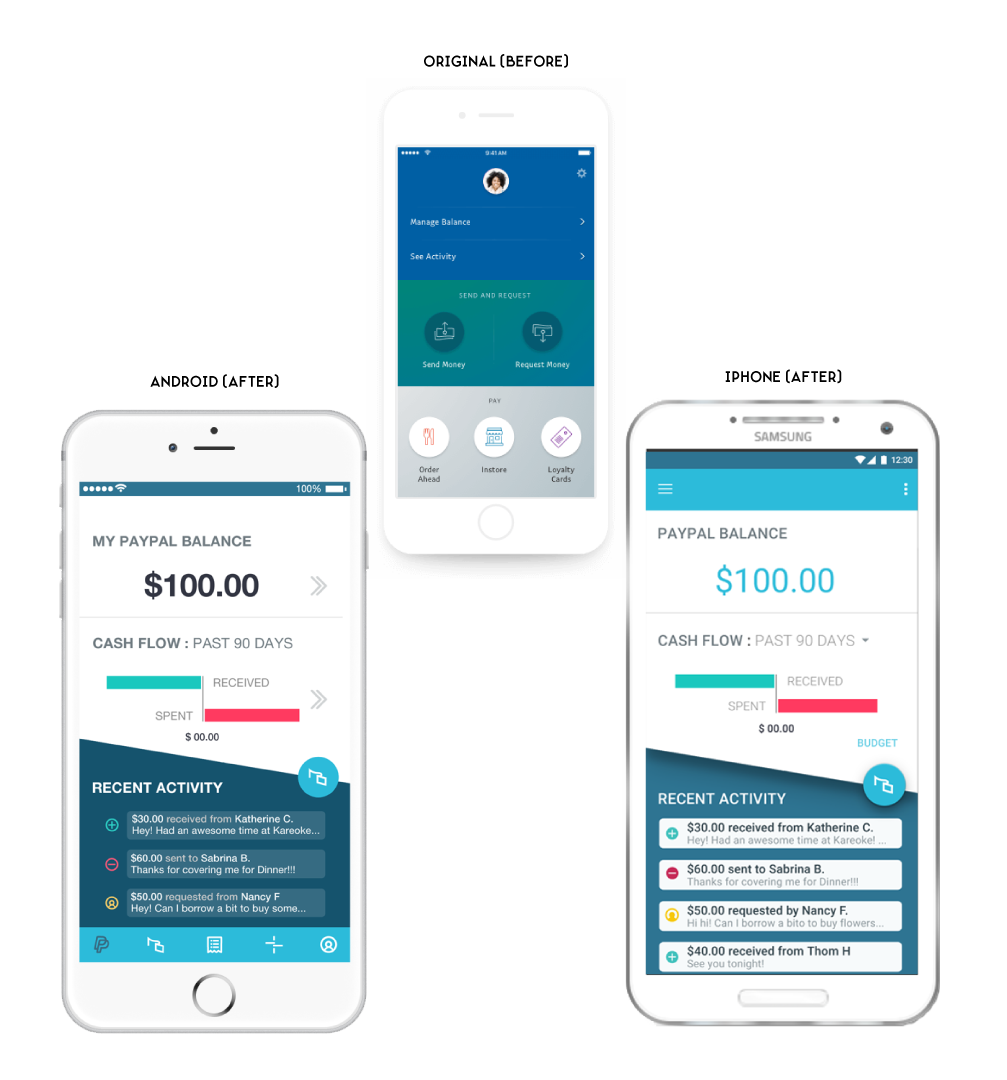 ORIGINAL (BEFORE)
9:41 AM
Manage Balance
See Activity
SEND AND REQUEST
Send Money
Request Money
PAY
Order
Ahead
Instore
Loyalty
Cards
ANDROID (AFTER)
100%
MY PAYPAL BALANCE
$100.00
CASH FLOW : PAST 90 DAYS
RECEIVED
SPENT
$ 00.00
RECENT ACTIVITY
$30.00 received from Katherine C.
Hey! Had an awesome time at Kareoke...
$60.00 sent to Sabrina B.
Thanks for covering me for Dinner!!!
$50.00 requested from Nancy F
Hey! Can I borrow a bit to buy some...
IPHONE (AFTER)
SAMSUNG
12:30
PAYPAL BALANCE
$100.00
CASH FLOW : PAST 90 DAYS
RECEIVED
SPENT
$ 00.00
BUDGET
RECENT ACTIVITY
$30.00 received from Katherine C.
Hey! Had an awesome time at Kareoke! ...
$60.00 sent to Sabrina B.
Thanks for covering me for Dinner!!!
$50.00 requested by Nancy F.
Hi hi! Can I borrow a bito to buy flowers...
$40.00 received from Thom H
See you tonight!